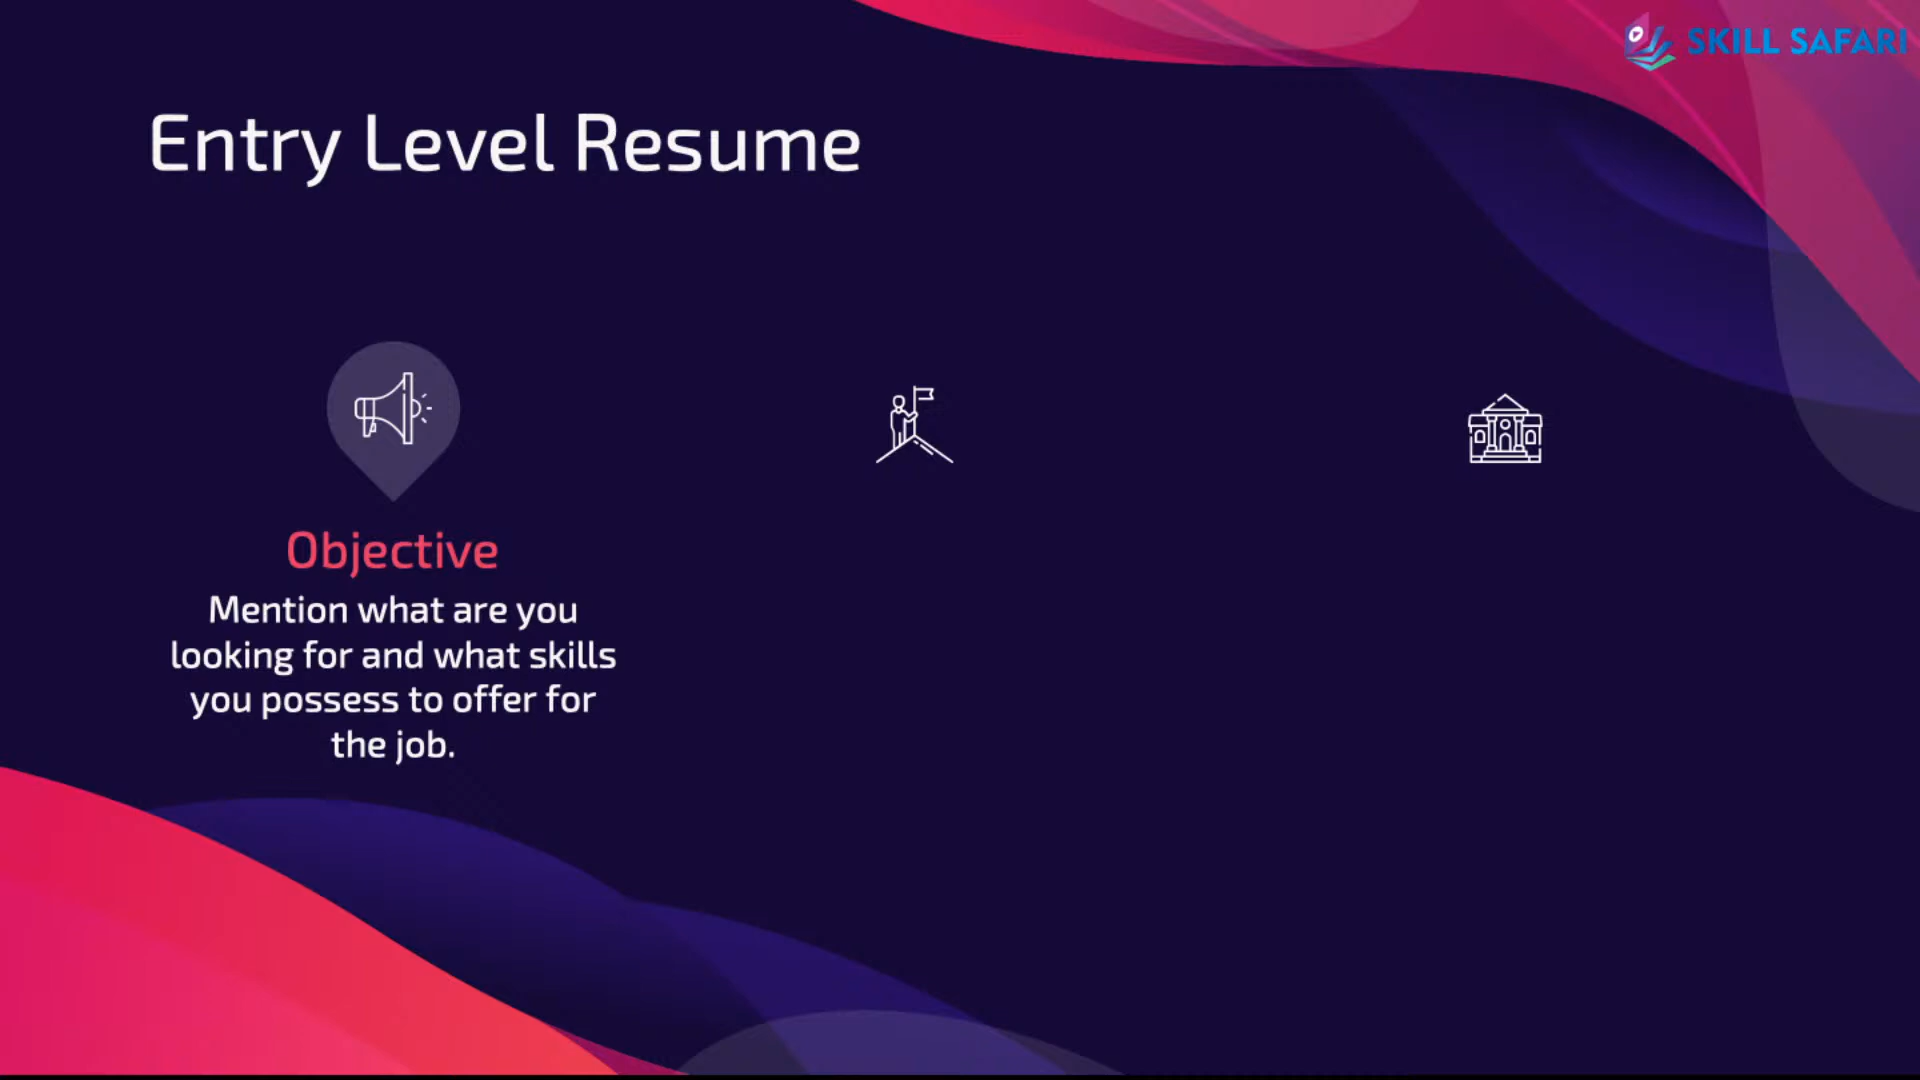 SKILL SAFARI
Entry Level Resume
Objective
Mention what are you
looking for and what skills
you possess to offer for
the job.